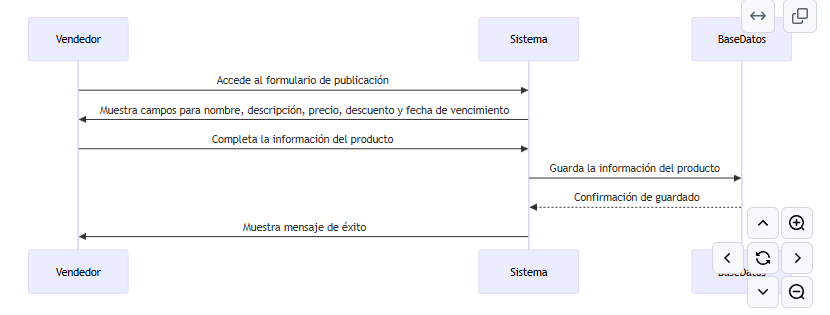 Vendedor
Sistema
BaseDatos
Accede al formulario de publicación
Muestra campos para nombre, descripción, precio, descuento y fecha de vencimiento
Completa la información del producto
Guarda la información del producto
Confirmación de guardado
Muestra mensaje de éxito
Vendedor
Sistema
BaseDatos